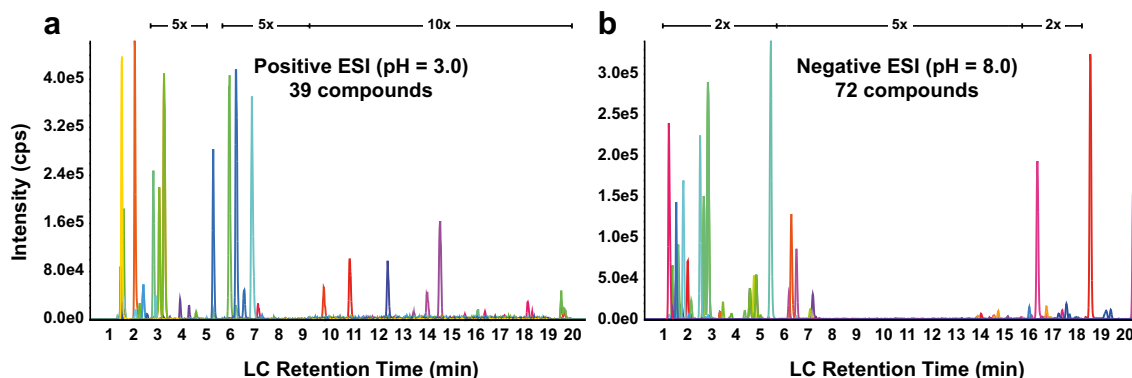 a
5x 5x 10x
Positive ESI (pH = 3.0)
39 compounds
Intensity (cps)
4.0e5
3.2e5
2.4e5
1.6e5
8.0e4
0.0e0
1 2 3 4 5 6 7 8 9 10 11 12 13 14 15 16 17 18 19 20
LC Retention Time (min)
b
2x 5x 2x
Negative ESI (pH = 8.0)
72 compounds
3.0e5
2.5e5
2.0e5
1.5e5
1.0e5
5.0e4
0.0e0
1 2 3 4 5 6 7 8 9 10 11 12 13 14 15 16 17 18 19 20
LC Retention Time (min)